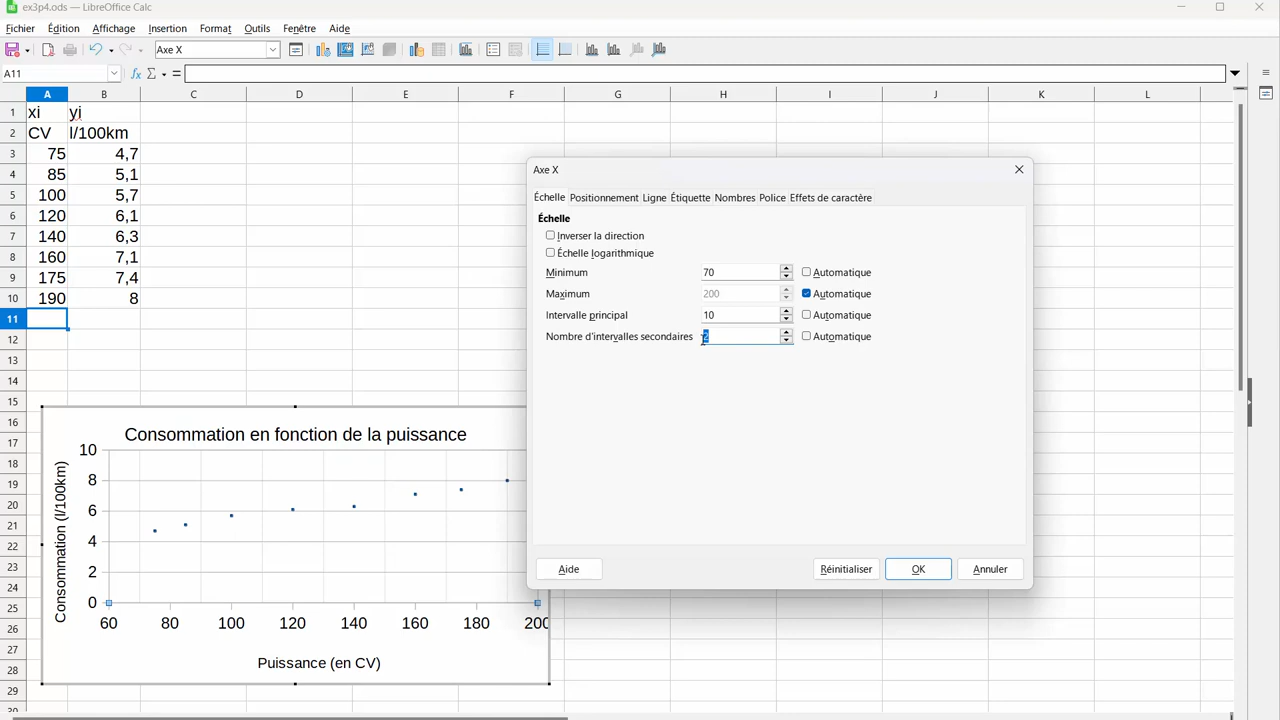 ex3p4.ods — LibreOffice Calc
Fichier Édition Affichage Insertion Format Outils Fenêtre Aide
Axe X
A11
A B C D E F G H I J K L
1 xi yi
2 CV l/100km
3 75 4,7
4 85 5,1
5 100 5,7
6 120 6,1
7 140 6,3
8 160 7,1
9 175 7,4
10 190 8
11
12
13
14
15
16
17
18
19
20
21
22
23
24
25
26
27
28
29
30
Consommation en fonction de la puissance
Consommation (l/100km)
10
8
6
4
2
0
60 80 100 120 140 160 180 200
Puissance (en CV)
Axe X
Échelle Positionnement Ligne Étiquette Nombres Police Effets de caractère
Échelle
Inverser la direction
Échelle logarithmique
Minimum 70 Automatique
Maximum 200 Automatique
Intervalle principal 10 Automatique
Nombre d'intervalles secondaires 2 Automatique
Aide Réinitialiser OK Annuler